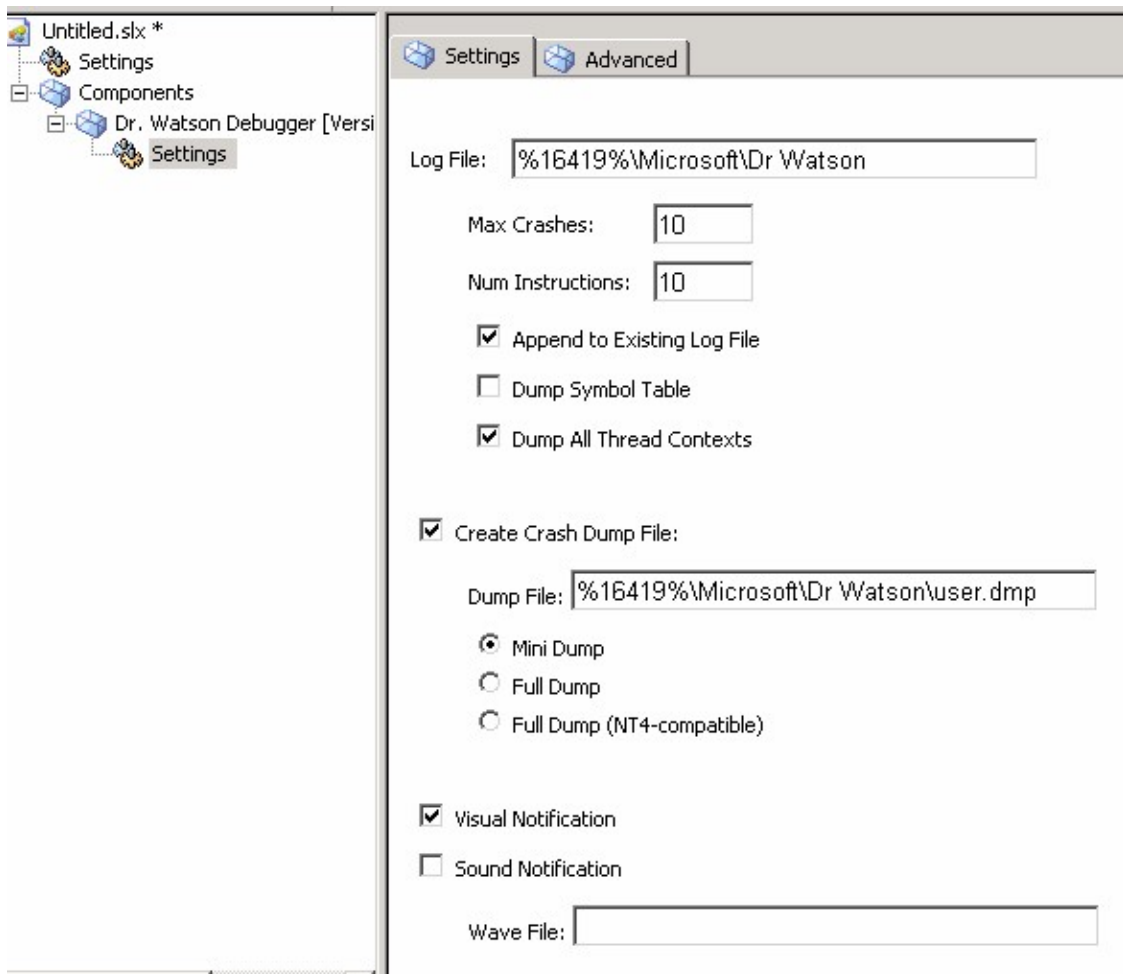 Untitled.slx *
Settings
Components
Dr. Watson Debugger [Versi
Settings
Settings
Advanced
Log File: %16419%\Microsoft\Dr Watson
Max Crashes: 10
Num Instructions: 10
Append to Existing Log File
Dump Symbol Table
Dump All Thread Contexts
Create Crash Dump File:
Dump File: %16419%\Microsoft\Dr Watson\user.dmp
Mini Dump
Full Dump
Full Dump (NT4-compatible)
Visual Notification
Sound Notification
Wave File: